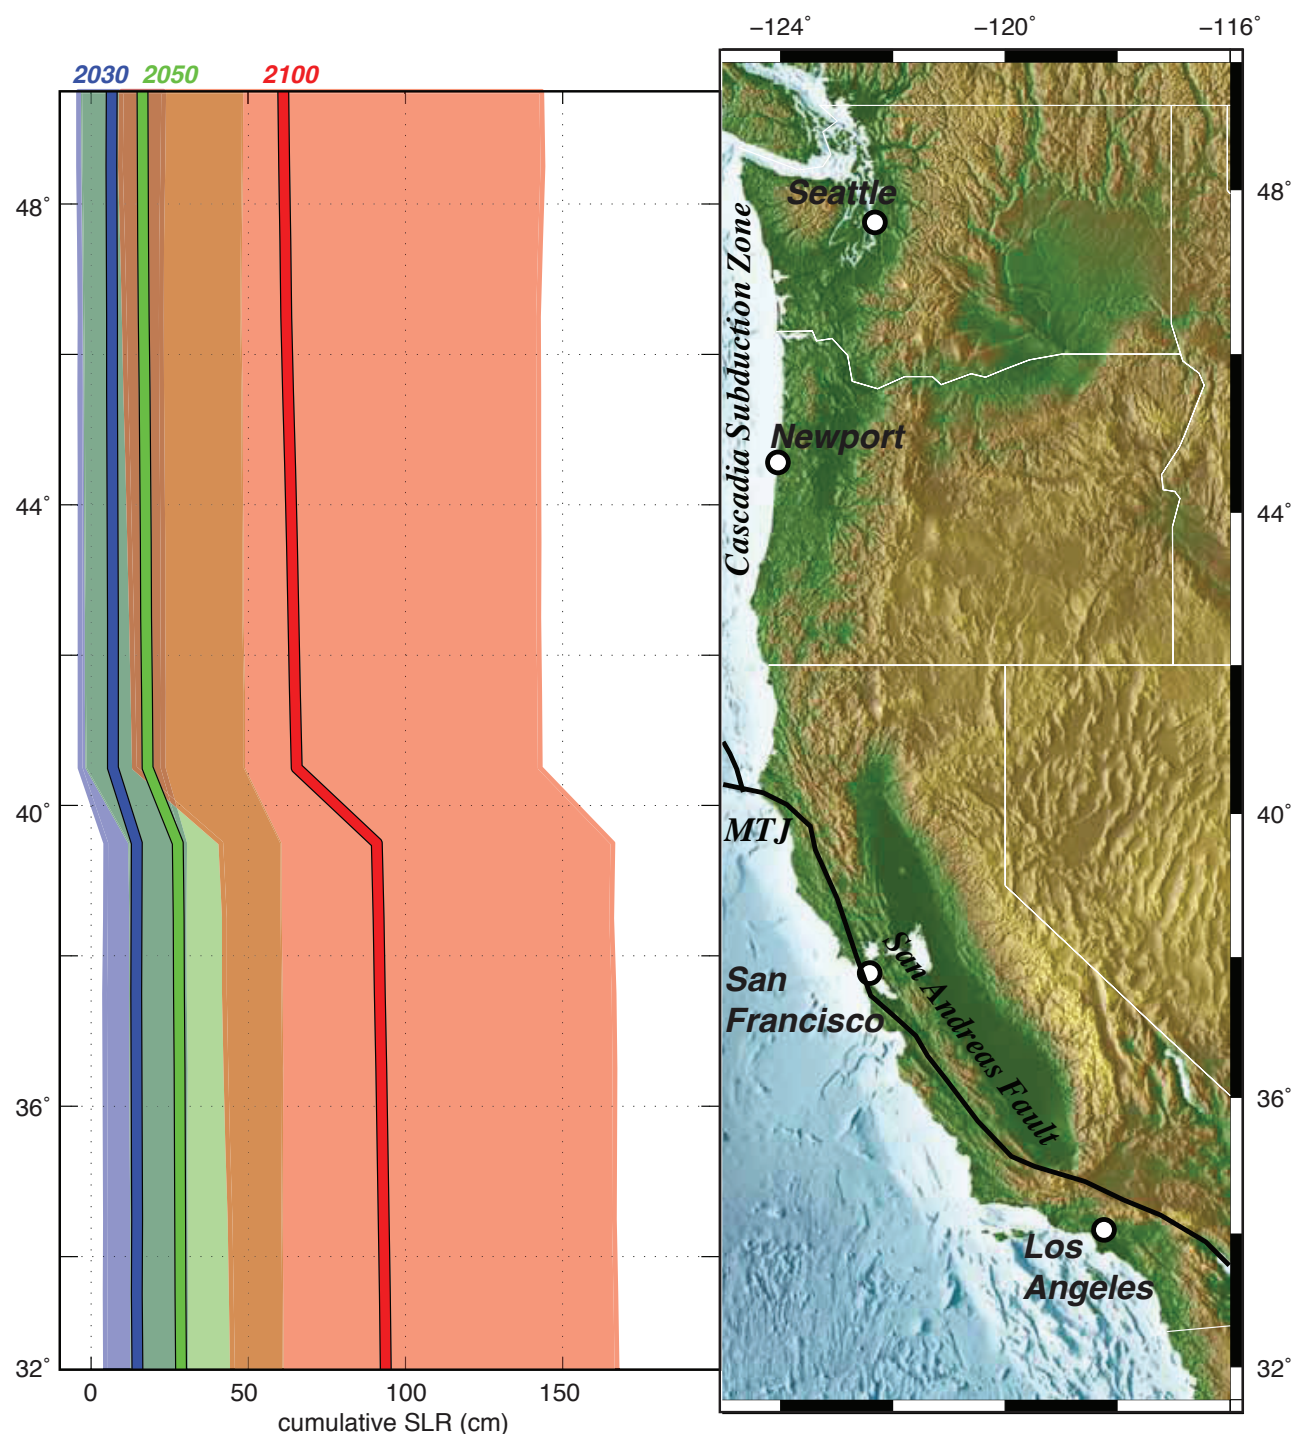 −124° −120° −116°
2030 2050 2100
48°
44°
40°
36°
32°
0 50 100 150
cumulative SLR (cm)
Seattle
Cascadia Subduction Zone
Newport
MTJ
San
Francisco
San Andreas Fault
Los
Angeles
48°
44°
40°
36°
32°